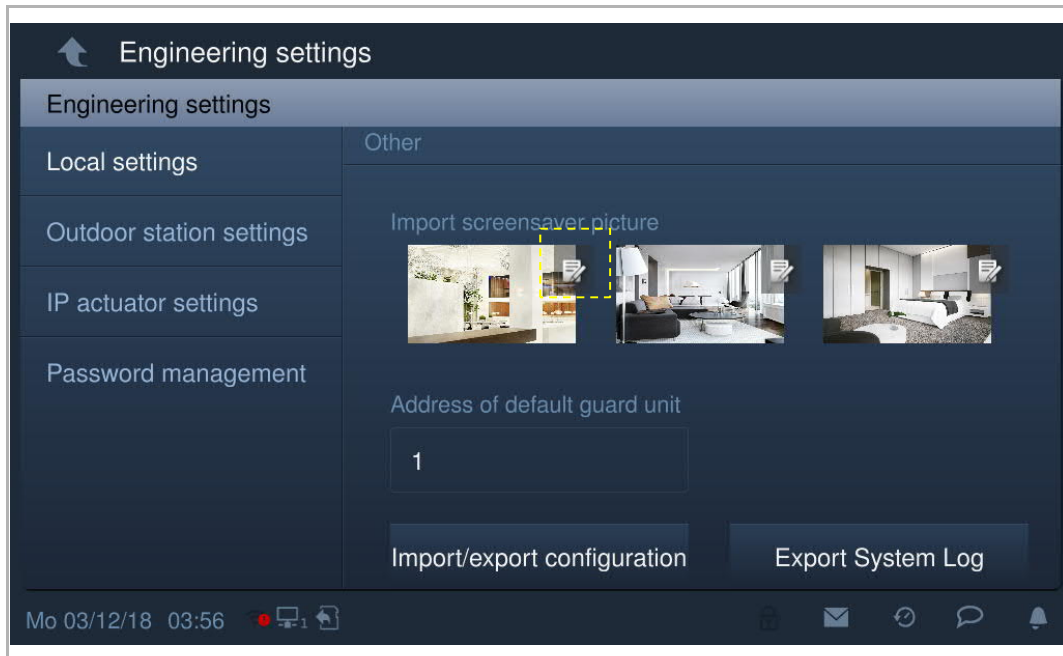 Engineering settings
Engineering settings
Local settings
Outdoor station settings
IP actuator settings
Password management
Other
Import screensaver picture
Address of default guard unit
1
Import/export configuration
Export System Log
Mo 03/12/18 03:56
1